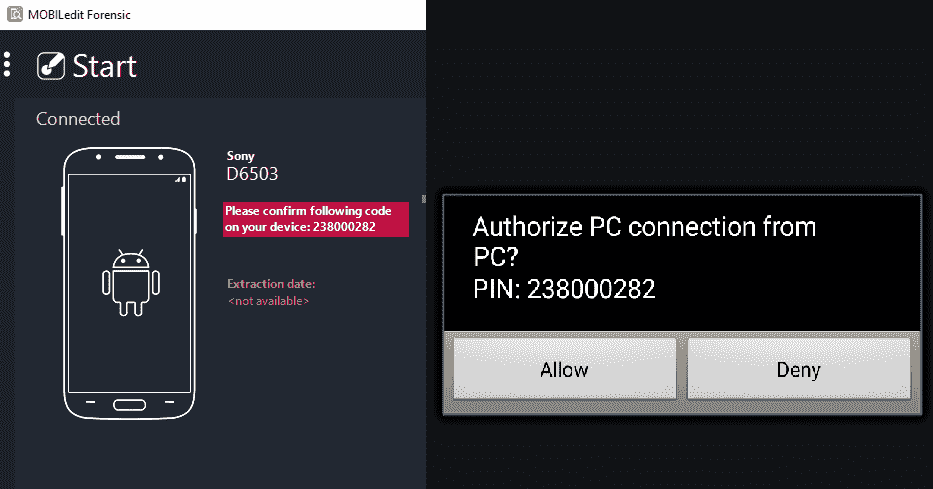 MOBILedit Forensic
Start
Connected
Sony
D6503
Please confirm following code
on your device: 238000282
Extraction date:
<not available>
Authorize PC connection from
PC?
PIN: 238000282
Allow
Deny